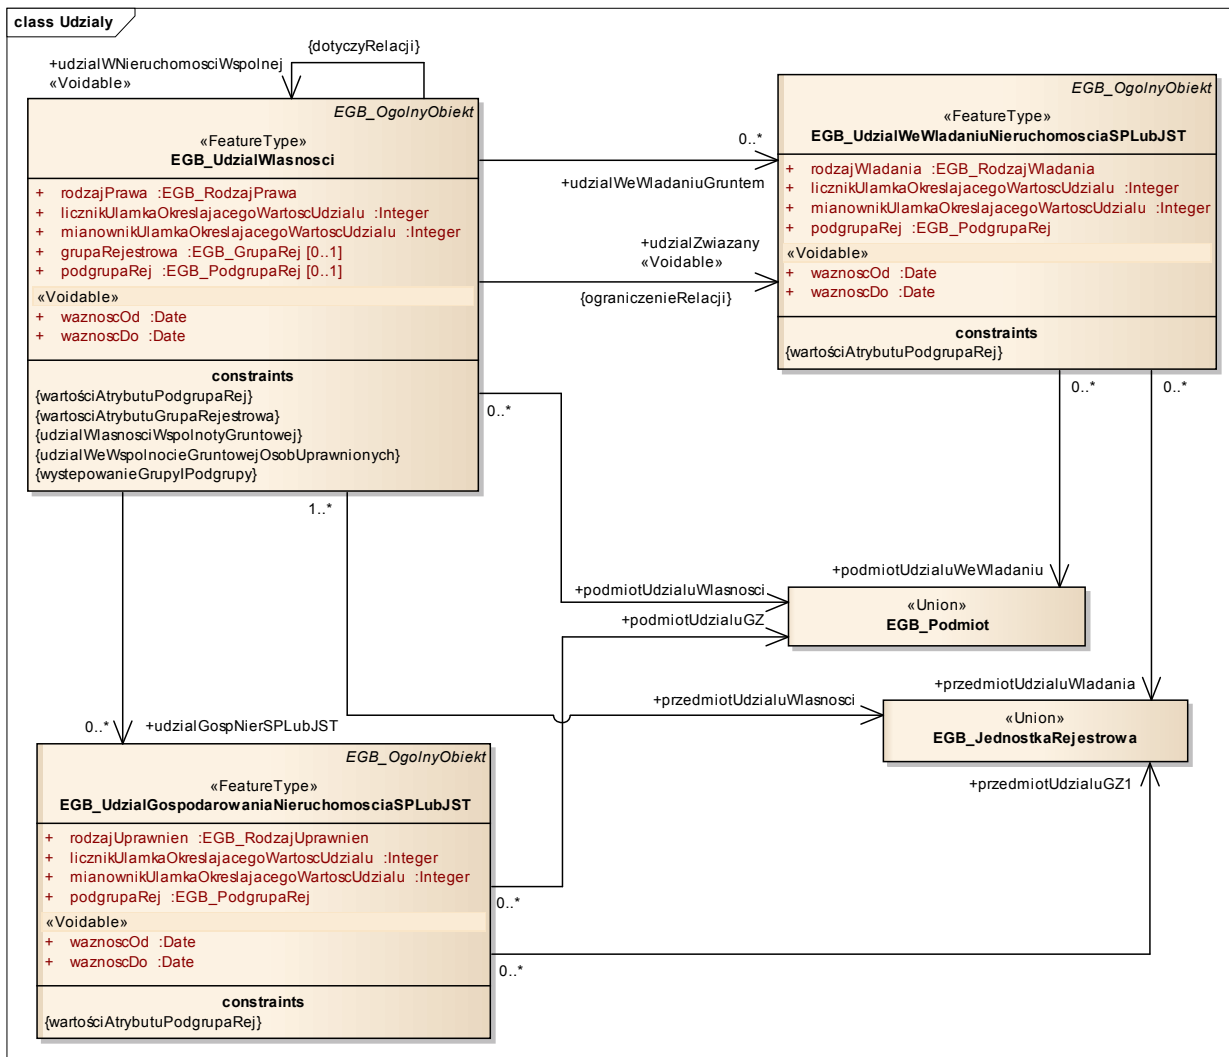 class Udzialy
{dotyczyRelacji}
+udzialWNieruchomosciWspolnej
«Voidable»
EGB_OgolnyObiekt
«FeatureType»
EGB_UdzialWlasnosci
+ rodzajPrawa :EGB_RodzajPrawa
+ licznikUlamkaOkreslajacegoWartoscUdzialu :Integer
+ mianownikUlamkaOkreslajacegoWartoscUdzialu :Integer
+ grupaRejestrowa :EGB_GrupaRej [0..1]
+ podgrupaRej :EGB_PodgrupaRej [0..1]
«Voidable»
+ waznoscOd :Date
+ waznoscDo :Date
constraints
{wartościAtrybutuPodgrupaRej}
{wartosciAtrybutuGrupaRejestrowa}
{udzialWlasnosciWspolnotyGruntowej}
{udzialWeWspolnocieGruntowejOsobUprawnionych}
{wystepowanieGrupyIPodgrupy}
0..*
+udzialWeWladaniuGruntem
+udzialZwiazany
«Voidable»
{ograniczenieRelacji}
EGB_OgolnyObiekt
«FeatureType»
EGB_UdzialWeWladaniuNieruchomosciaSPLubJST
+ rodzajWladania :EGB_RodzajWladania
+ licznikUlamkaOkreslajacegoWartoscUdzialu :Integer
+ mianownikUlamkaOkreslajacegoWartoscUdzialu :Integer
+ podgrupaRej :EGB_PodgrupaRej
«Voidable»
+ waznoscOd :Date
+ waznoscDo :Date
constraints
{wartościAtrybutuPodgrupaRej}
0..*
0..*
0..*
1..*
+podmiotUdzialuWeWladaniu
+podmiotUdzialuWlasnosci
+podmiotUdzialuGZ
«Union»
EGB_Podmiot
+przedmiotUdzialuWladania
+przedmiotUdzialuWlasnosci
«Union»
EGB_JednostkaRejestrowa
+przedmiotUdzialuGZ1
0..*
+udzialGospNierSPLubJST
EGB_OgolnyObiekt
«FeatureType»
EGB_UdzialGospodarowaniaNieruchomosciaSPLubJST
+ rodzajUprawnien :EGB_RodzajUprawnien
+ licznikUlamkaOkreslajacegoWartoscUdzialu :Integer
+ mianownikUlamkaOkreslajacegoWartoscUdzialu :Integer
+ podgrupaRej :EGB_PodgrupaRej
«Voidable»
+ waznoscOd :Date
+ waznoscDo :Date
constraints
{wartościAtrybutuPodgrupaRej}
0..*
0..*